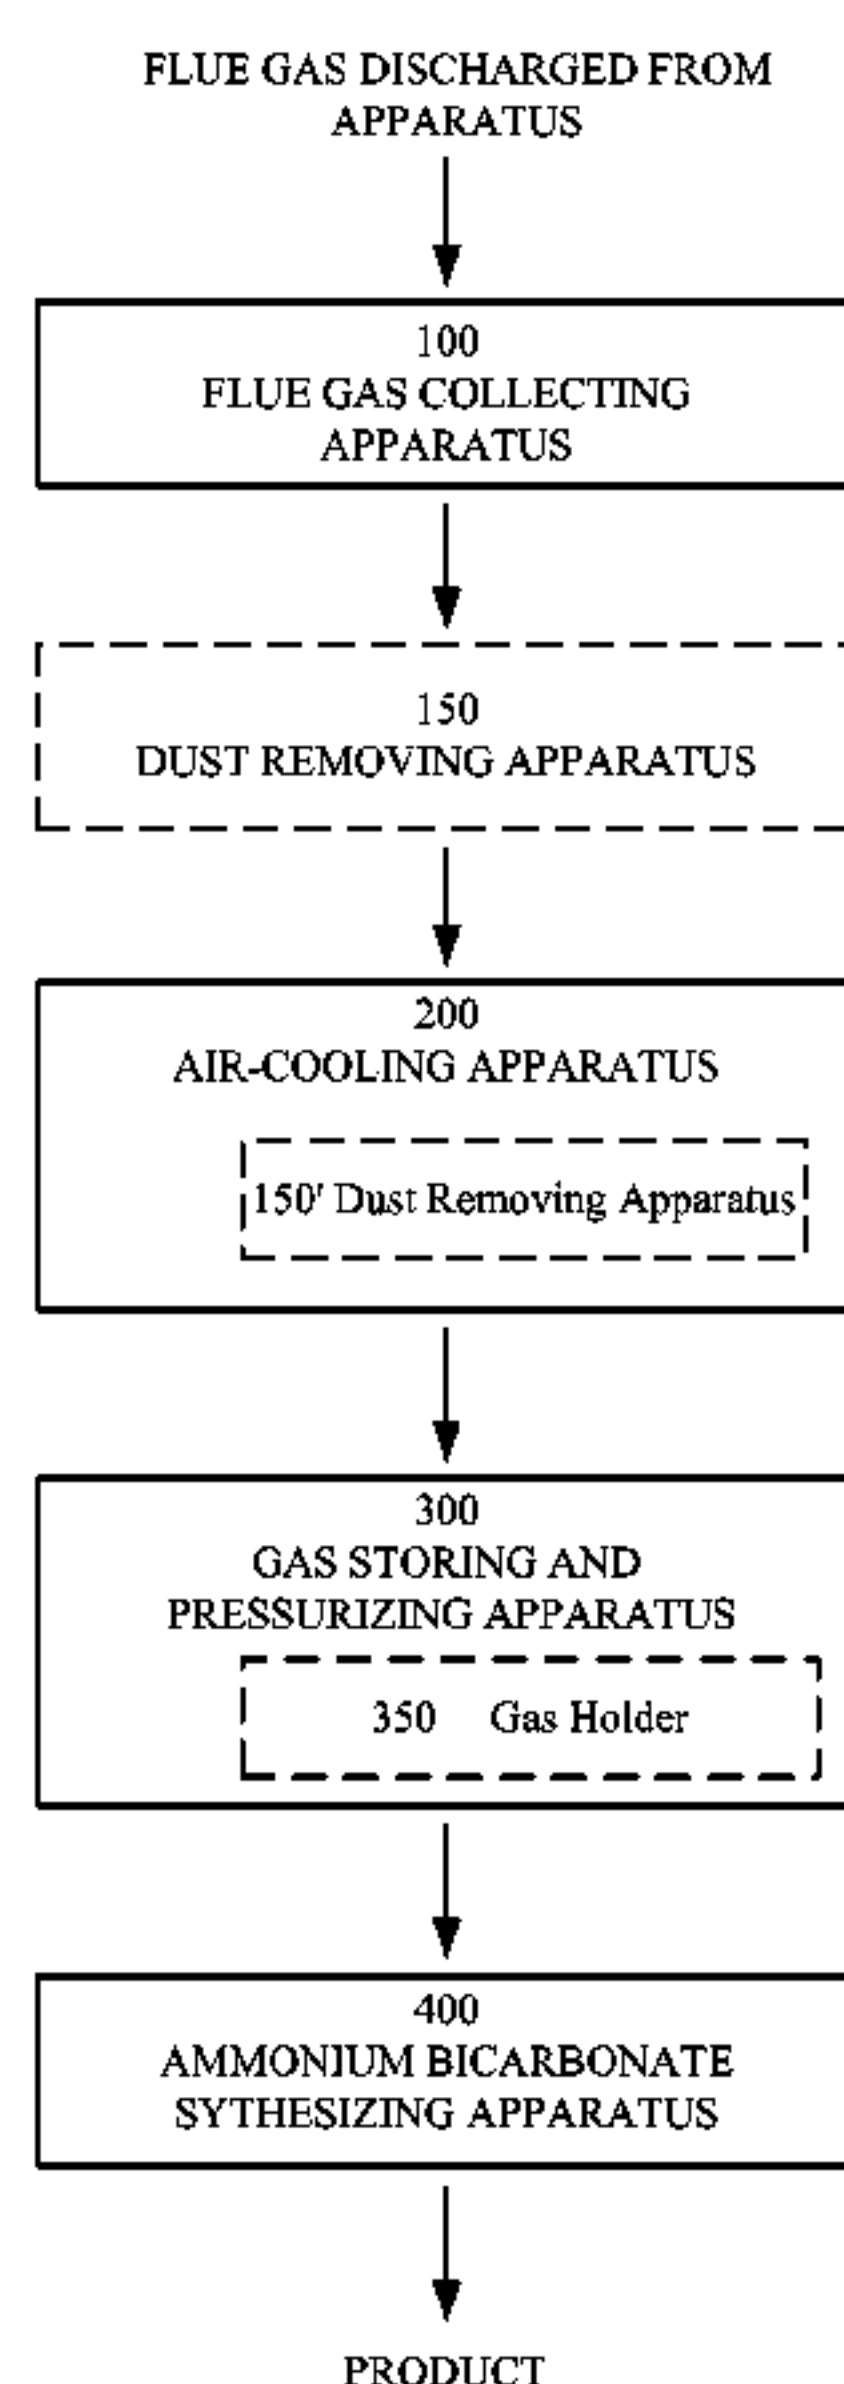 FLUE GAS DISCHARGED FROM
APPARATUS
100
FLUE GAS COLLECTING
APPARATUS
150
DUST REMOVING APPARATUS
200
AIR-COOLING APPARATUS
150' Dust Removing Apparatus
300
GAS STORING AND
PRESSURIZING APPARATUS
350 Gas Holder
400
AMMONIUM BICARBONATE
SYTHESIZING APPARATUS
PRODUCT